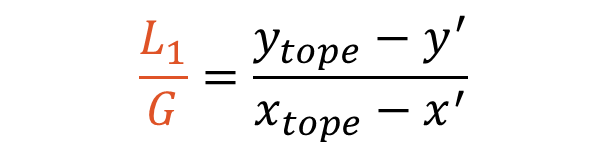 L₁/G = (y_tope − y′)/(x_tope − x′)